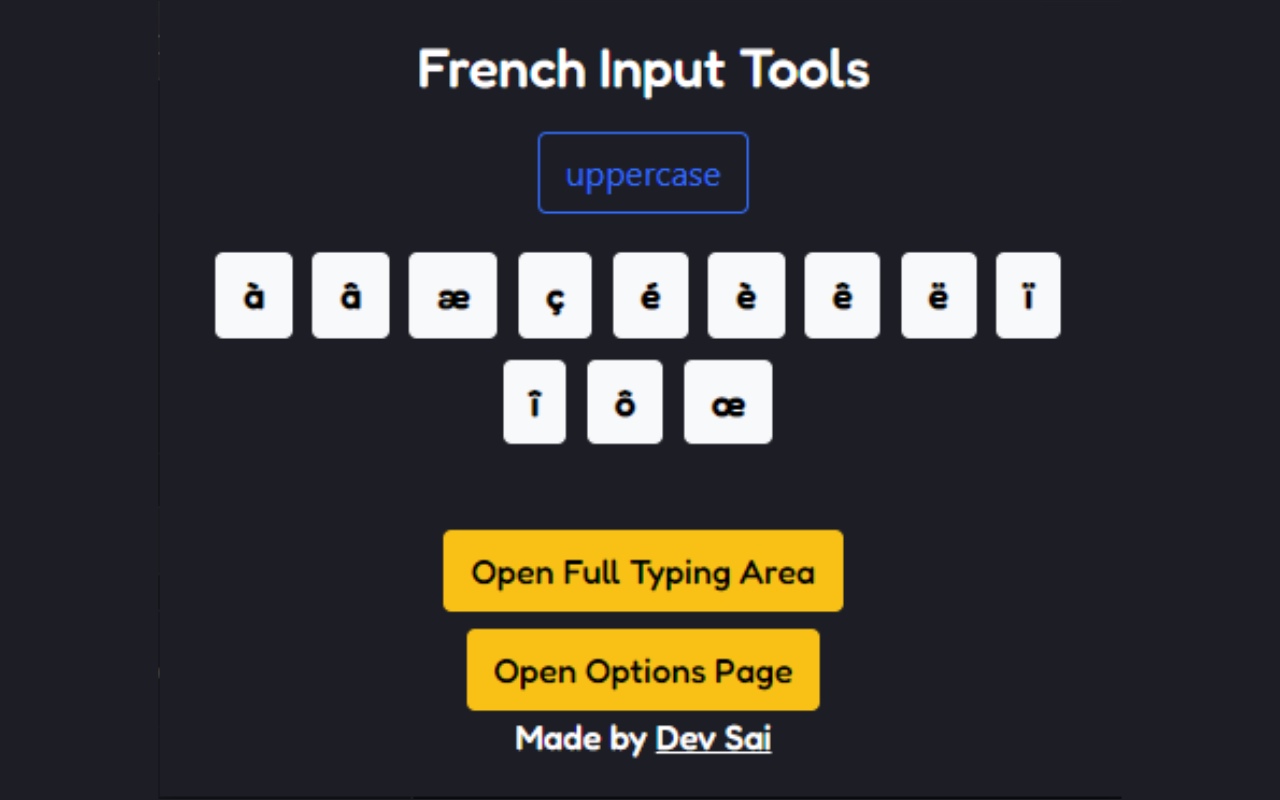 French Input Tools
uppercase
à â æ ç é è ê ë ï
î ô œ
Open Full Typing Area
Open Options Page
Made by Dev Sai